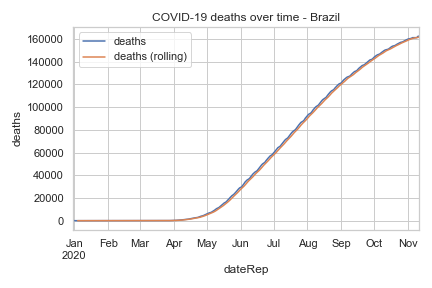 COVID-19 deaths over time - Brazil
deaths
deaths (rolling)
160000
140000
120000
100000
80000
60000
40000
20000
0
deaths
Jan Feb Mar Apr May Jun Jul Aug Sep Oct Nov
2020
dateRep